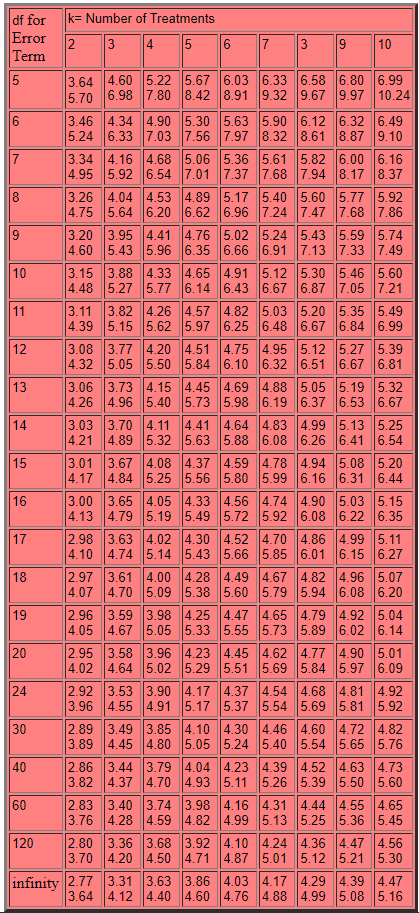 df for Error Term k= Number of Treatments
2 3 4 5 6 7 3 9 10
5 3.64 4.60 5.22 5.67 6.03 6.33 6.58 6.80 6.99
5.70 6.98 7.80 8.42 8.91 9.32 9.67 9.97 10.24
6 3.46 4.34 4.90 5.30 5.63 5.90 6.12 6.32 6.49
5.24 6.33 7.03 7.56 7.97 8.32 8.61 8.87 9.10
7 3.34 4.16 4.68 5.06 5.36 5.61 5.82 6.00 6.16
4.95 5.92 6.54 7.01 7.37 7.68 7.94 8.17 8.37
8 3.26 4.04 4.53 4.89 5.17 5.40 5.60 5.77 5.92
4.75 5.64 6.20 6.62 6.96 7.24 7.47 7.68 7.86
9 3.20 3.95 4.41 4.76 5.02 5.24 5.43 5.59 5.74
4.60 5.43 5.96 6.35 6.66 6.91 7.13 7.33 7.49
10 3.15 3.88 4.33 4.65 4.91 5.12 5.30 5.46 5.60
4.48 5.27 5.77 6.14 6.43 6.67 6.87 7.05 7.21
11 3.11 3.82 4.26 4.57 4.82 5.03 5.20 5.35 5.49
4.39 5.15 5.62 5.97 6.25 6.48 6.67 6.84 6.99
12 3.08 3.77 4.20 4.51 4.75 4.95 5.12 5.27 5.39
4.32 5.05 5.50 5.84 6.10 6.32 6.51 6.67 6.81
13 3.06 3.73 4.15 4.45 4.69 4.88 5.05 5.19 5.32
4.26 4.96 5.40 5.73 5.98 6.19 6.37 6.53 6.67
14 3.03 3.70 4.11 4.41 4.64 4.83 4.99 5.13 5.25
4.21 4.89 5.32 5.63 5.88 6.08 6.26 6.41 6.54
15 3.01 3.67 4.08 4.37 4.59 4.78 4.94 5.08 5.20
4.17 4.84 5.25 5.56 5.80 5.99 6.16 6.31 6.44
16 3.00 3.65 4.05 4.33 4.56 4.74 4.90 5.03 5.15
4.13 4.79 5.19 5.49 5.72 5.92 6.08 6.22 6.35
17 2.98 3.63 4.02 4.30 4.52 4.70 4.86 4.99 5.11
4.10 4.74 5.14 5.43 5.66 5.85 6.01 6.15 6.27
18 2.97 3.61 4.00 4.28 4.49 4.67 4.82 4.96 5.07
4.07 4.70 5.09 5.38 5.60 5.79 5.94 6.08 6.20
19 2.96 3.59 3.98 4.25 4.47 4.65 4.79 4.92 5.04
4.05 4.67 5.05 5.33 5.55 5.73 5.89 6.02 6.14
20 2.95 3.58 3.96 4.23 4.45 4.62 4.77 4.90 5.01
4.02 4.64 5.02 5.29 5.51 5.69 5.84 5.97 6.09
24 2.92 3.53 3.90 4.17 4.37 4.54 4.68 4.81 4.92
3.96 4.55 4.91 5.17 5.37 5.54 5.69 5.81 5.92
30 2.89 3.49 3.85 4.10 4.30 4.46 4.60 4.72 4.82
3.89 4.45 4.80 5.05 5.24 5.40 5.54 5.65 5.76
40 2.86 3.44 3.79 4.04 4.23 4.39 4.52 4.63 4.73
3.82 4.37 4.70 4.93 5.11 5.26 5.39 5.50 5.60
60 2.83 3.40 3.74 3.98 4.16 4.31 4.44 4.55 4.65
3.76 4.28 4.59 4.82 4.99 5.13 5.25 5.36 5.45
120 2.80 3.36 3.68 3.92 4.10 4.24 4.36 4.47 4.56
3.70 4.20 4.50 4.71 4.87 5.01 5.12 5.21 5.30
infinity 2.77 3.31 3.63 3.86 4.03 4.17 4.29 4.39 4.47
3.64 4.12 4.40 4.60 4.76 4.88 4.99 5.08 5.16